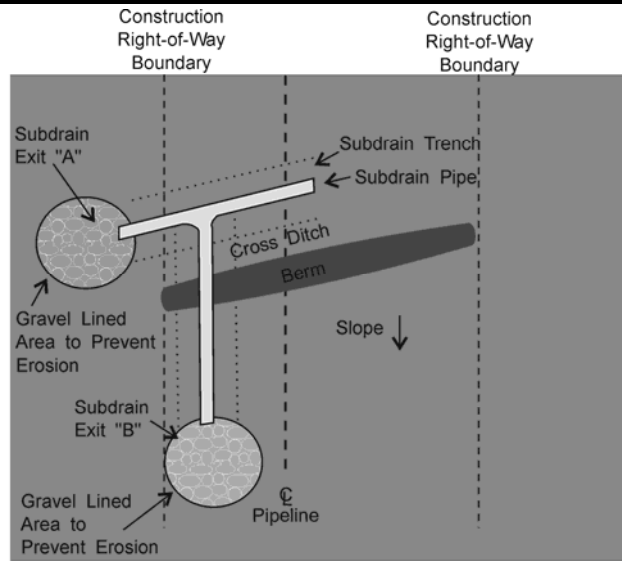 Construction
Right-of-Way
Boundary
Construction
Right-of-Way
Boundary
Subdrain
Exit "A"
Subdrain Trench
Subdrain Pipe
Cross Ditch
Berm
Gravel Lined
Area to Prevent
Erosion
Slope
Subdrain
Exit "B"
Gravel Lined
Area to
Prevent Erosion
℄
Pipeline